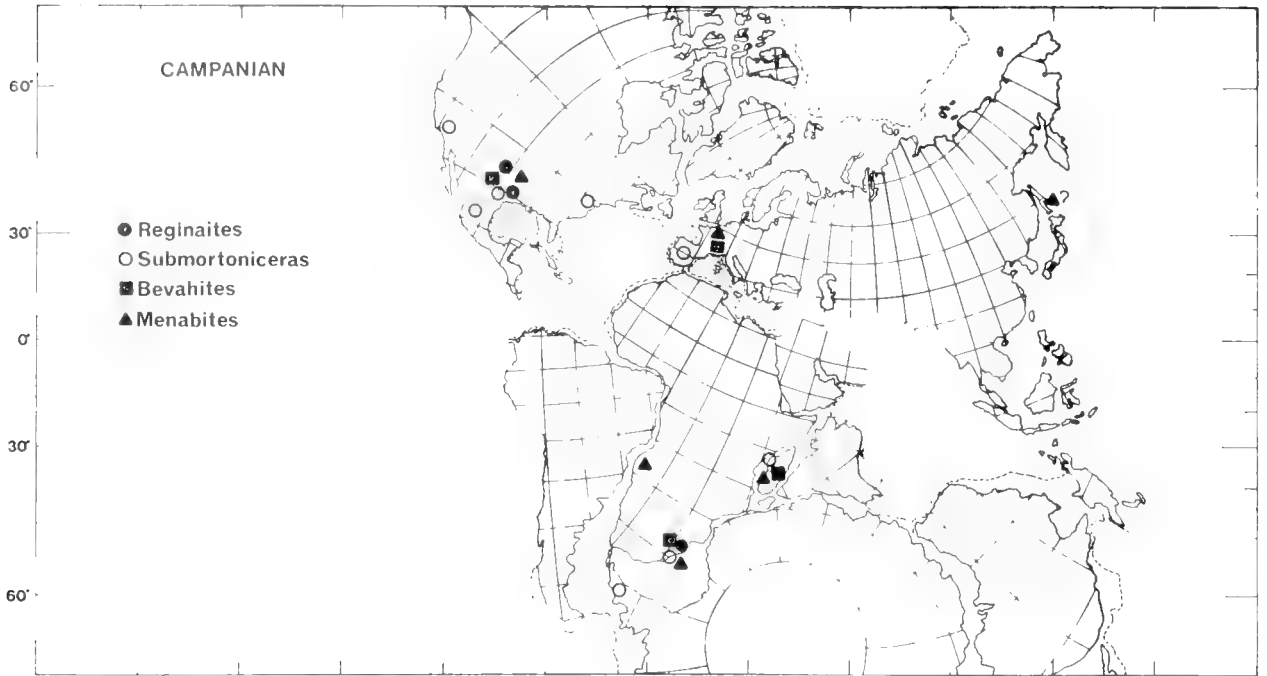 CAMPANIAN
60°
30°
Reginaites
Submortoniceras
Bevahites
Menabites
0°
30°
60°